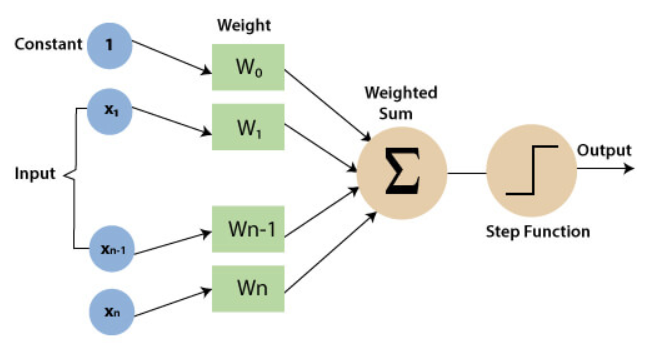 Weight
Constant
1
W₀
x₁
W₁
Weighted
Sum
Σ
Output
Input
Step Function
xn-1
Wn-1
xn
Wn